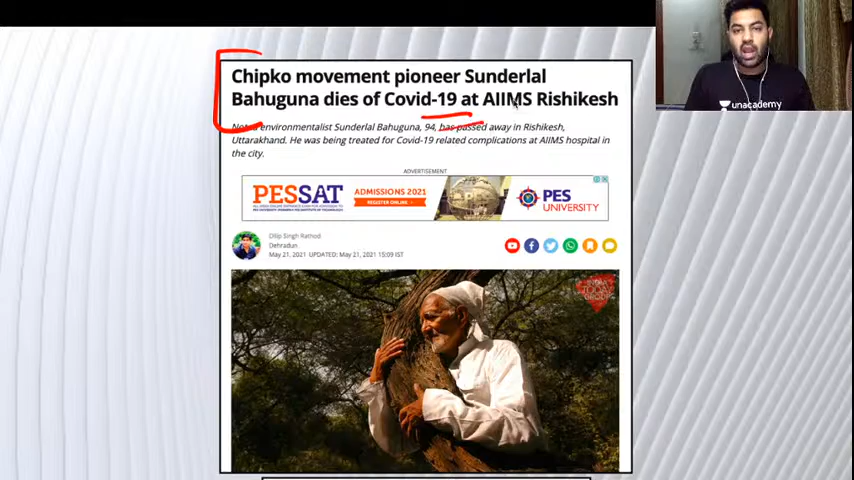 unacademy
Chipko movement pioneer Sunderlal
Bahuguna dies of Covid-19 at AIIMS Rishikesh
environmentalist Sunderlal Bahuguna, 94, has passed away in Rishikesh,
Uttarakhand. He was being treated for Covid-19 related complications at AIIMS hospital in
the city.
ADVERTISEMENT
PESSAT
ADMISSIONS 2021
REGISTER ONLINE
PES
UNIVERSITY
Dilip Singh Rathod
Dehradun
May 21, 2021 UPDATED: May 21, 2021 15:09 IST
INDIA
TODAY
GROUP